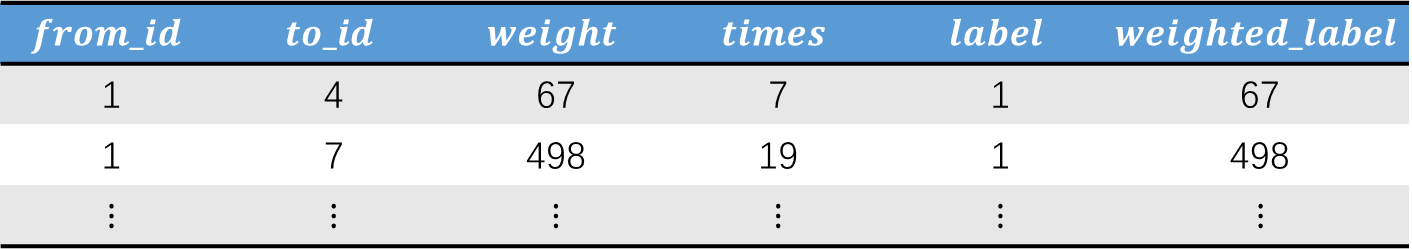 from_id to_id weight times label weighted_label
1 4 67 7 1 67
1 7 498 19 1 498
⋮ ⋮ ⋮ ⋮ ⋮ ⋮